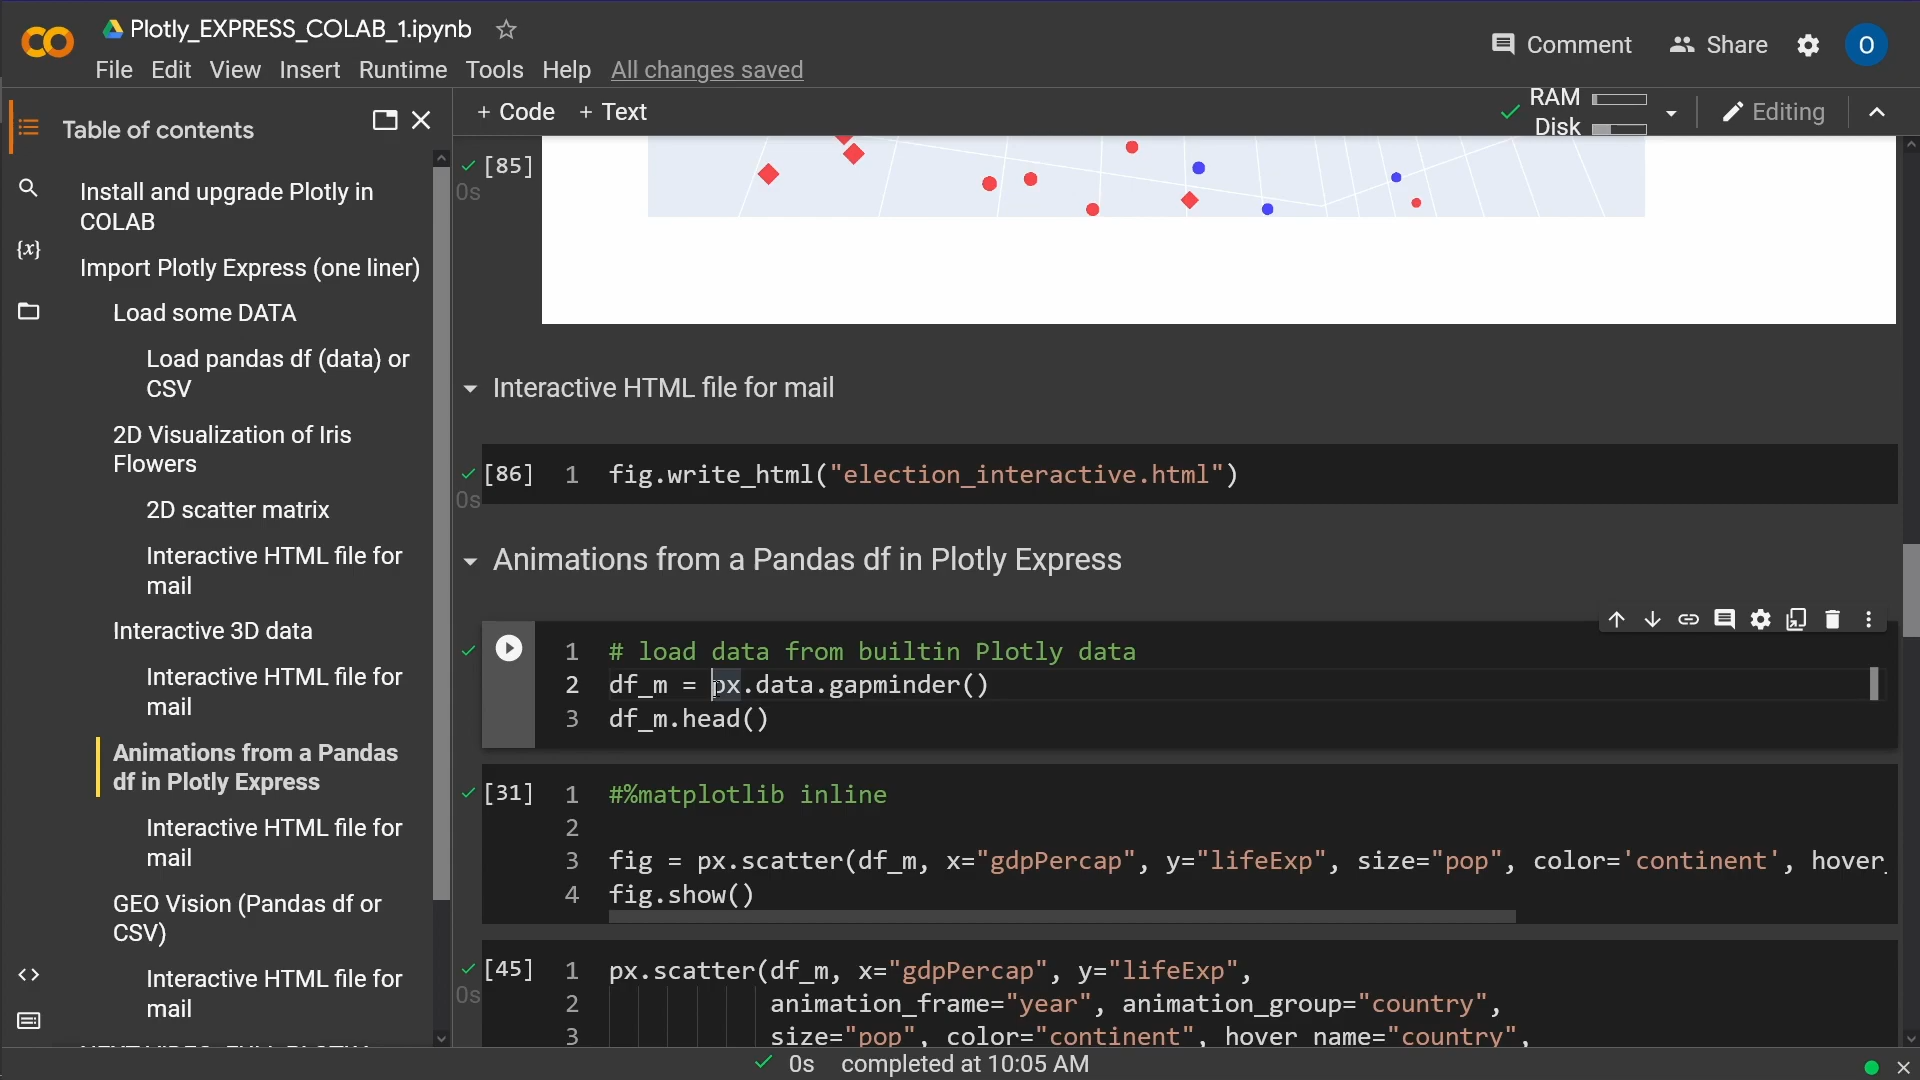 Plotly_EXPRESS_COLAB_1.ipynb
File Edit View Insert Runtime Tools Help All changes saved
Comment Share O
Table of contents
+ Code + Text
RAM
Disk
Editing
Install and upgrade Plotly in
COLAB
{x}
Import Plotly Express (one liner)
Load some DATA
Load pandas df (data) or
CSV
2D Visualization of Iris
Flowers
2D scatter matrix
Interactive HTML file for
mail
Interactive 3D data
Interactive HTML file for
mail
Animations from a Pandas
df in Plotly Express
Interactive HTML file for
mail
GEO Vision (Pandas df or
CSV)
Interactive HTML file for
mail
[85]
0s
Interactive HTML file for mail
[86] 1 fig.write_html("election_interactive.html")
0s
Animations from a Pandas df in Plotly Express
1 # load data from builtin Plotly data
2 df_m = px.data.gapminder()
3 df_m.head()
[31] 1 #%matplotlib inline
2
3 fig = px.scatter(df_m, x="gdpPercap", y="lifeExp", size="pop", color='continent', hover_
4 fig.show()
[45] 1 px.scatter(df_m, x="gdpPercap", y="lifeExp",
0s
2 animation_frame="year", animation_group="country",
3 size="pop", color="continent", hover_name="country",
0s completed at 10:05 AM